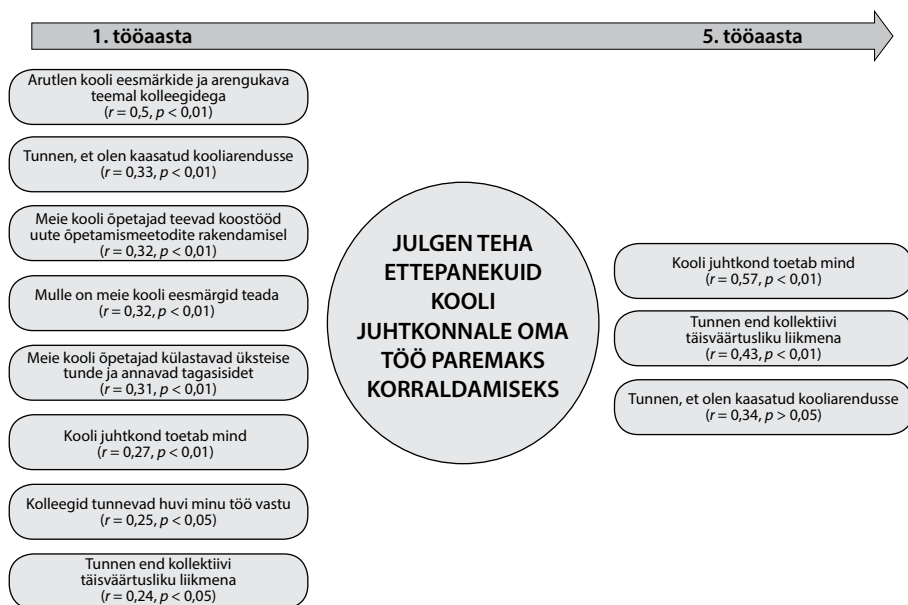 1. tööaasta
5. tööaasta
Arutlen kooli eesmärkide ja arengukava
teemal kolleegidega
(r = 0,5, p < 0,01)
Tunnen, et olen kaasatud kooliarendusse
(r = 0,33, p < 0,01)
Meie kooli õpetajad teevad koostööd
uute õpetamismeetodite rakendamisel
(r = 0,32, p < 0,01)
Mulle on meie kooli eesmärgid teada
(r = 0,32, p < 0,01)
Meie kooli õpetajad külastavad üksteise
tunde ja annavad tagasisidet
(r = 0,31, p < 0,01)
Kooli juhtkond toetab mind
(r = 0,27, p < 0,01)
Kolleegid tunnevad huvi minu töö vastu
(r = 0,25, p < 0,05)
Tunnen end kollektiivi
täisväärtusliku liikmena
(r = 0,24, p < 0,05)
JULGEN TEHA
ETTEPANEKUID
KOOLI
JUHTKONNALE OMA
TÖÖ PAREMAKS
KORRALDAMISEKS
Kooli juhtkond toetab mind
(r = 0,57, p < 0,01)
Tunnen end kollektiivi
täisväärtusliku liikmena
(r = 0,43, p < 0,01)
Tunnen, et olen kaasatud kooliarendusse
(r = 0,34, p > 0,05)